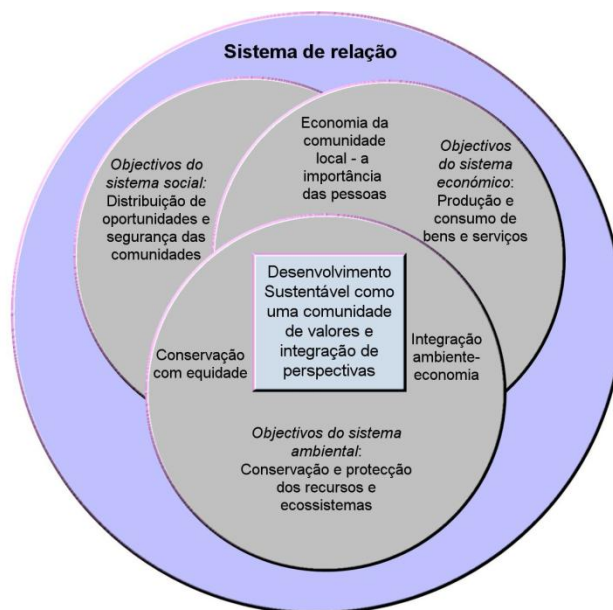 Sistema de relação
Economia da
comunidade
local - a
importância
das pessoas
Objectivos do
sistema social:
Distribuição de
oportunidades e
segurança das
comunidades
Objectivos
do sistema
económico:
Produção e
consumo de
bens e serviços
Desenvolvimento
Sustentável como
uma comunidade
de valores e
integração de
perspectivas
Conservação
com equidade
Integração
ambiente-
economia
Objectivos do sistema
ambiental:
Conservação e protecção
dos recursos e
ecossistemas